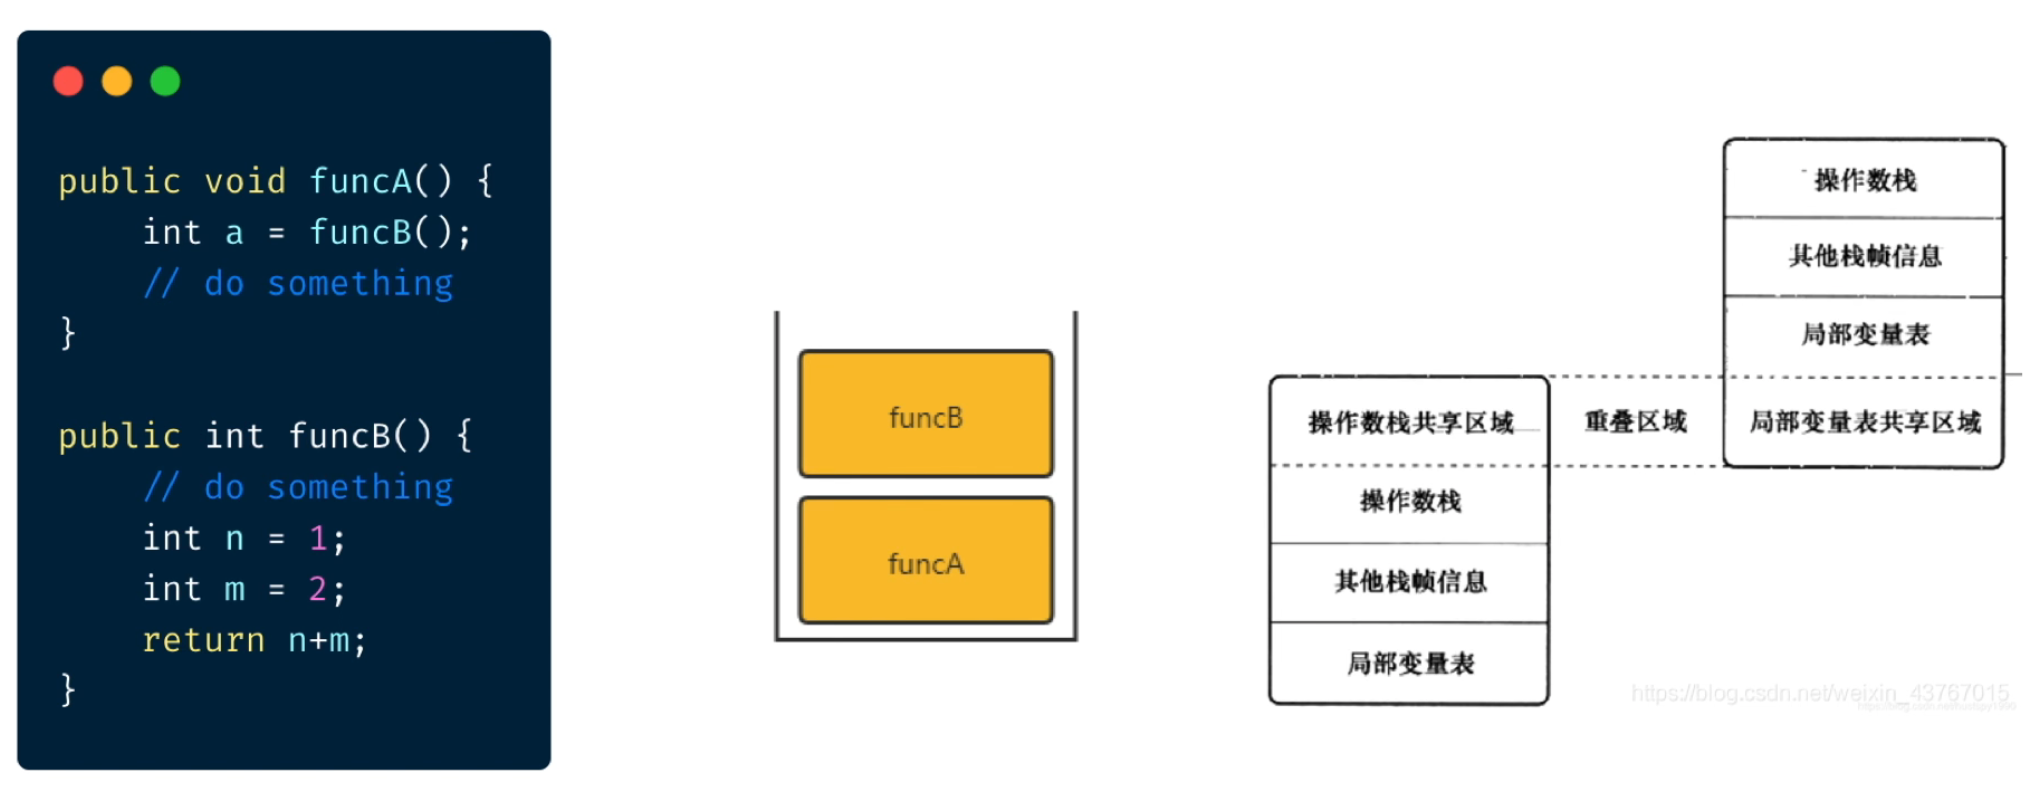 public void funcA() {
int a = funcB();
// do something
}
public int funcB() {
// do something
int n = 1;
int m = 2;
return n+m;
}
funcB
funcA
操作数栈
其他栈帧信息
局部变量表
局部变量表共享区域
重叠区域
操作数栈共享区域
操作数栈
其他栈帧信息
局部变量表
https://blog.csdn.net/weixin_43767015